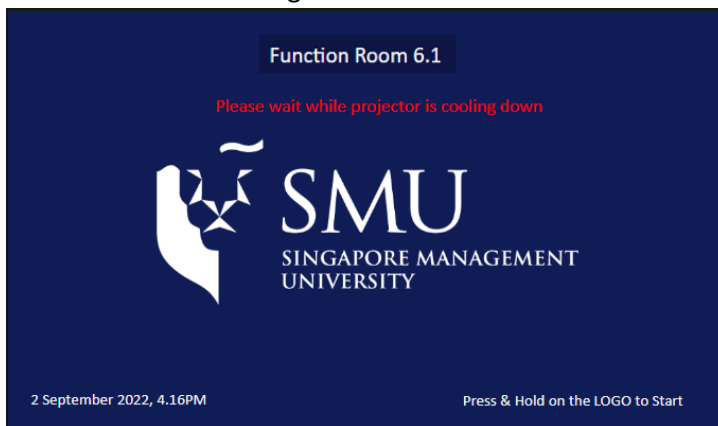 Function Room 6.1
Please wait while projector is cooling down
SMU
SINGAPORE MANAGEMENT
UNIVERSITY
2 September 2022, 4.16PM
Press & Hold on the LOGO to Start